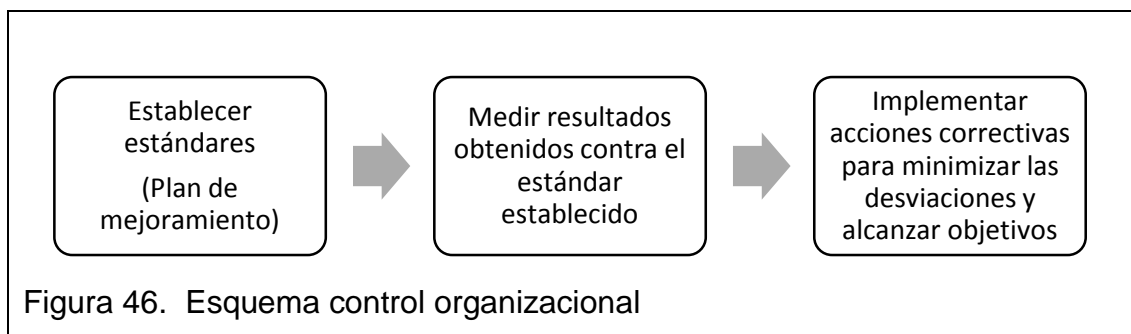 Establecer
estándares
(Plan de
mejoramiento)
Medir resultados
obtenidos contra el
estándar
establecido
Implementar
acciones correctivas
para minimizar las
desviaciones y
alcanzar objetivos
Figura 46. Esquema control organizacional